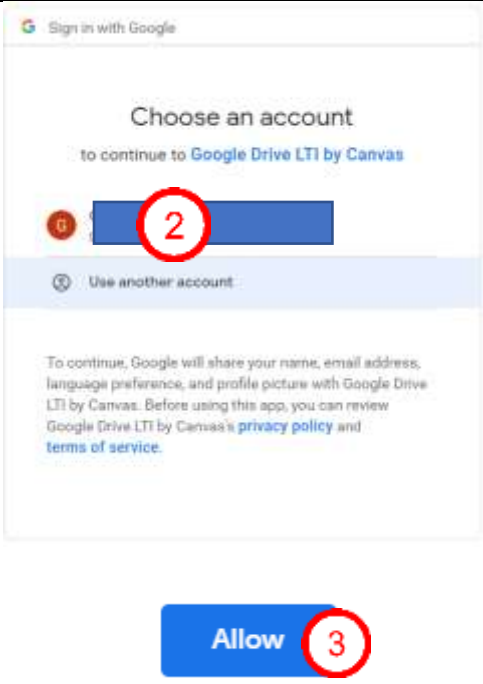 G Sign in with Google
Choose an account
to continue to Google Drive LTI by Canvas
G
2
Use another account
To continue, Google will share your name, email address,
language preference, and profile picture with Google Drive
LTI by Canvas. Before using this app, you can review
Google Drive LTI by Canvas's privacy policy and
terms of service.
Allow
3